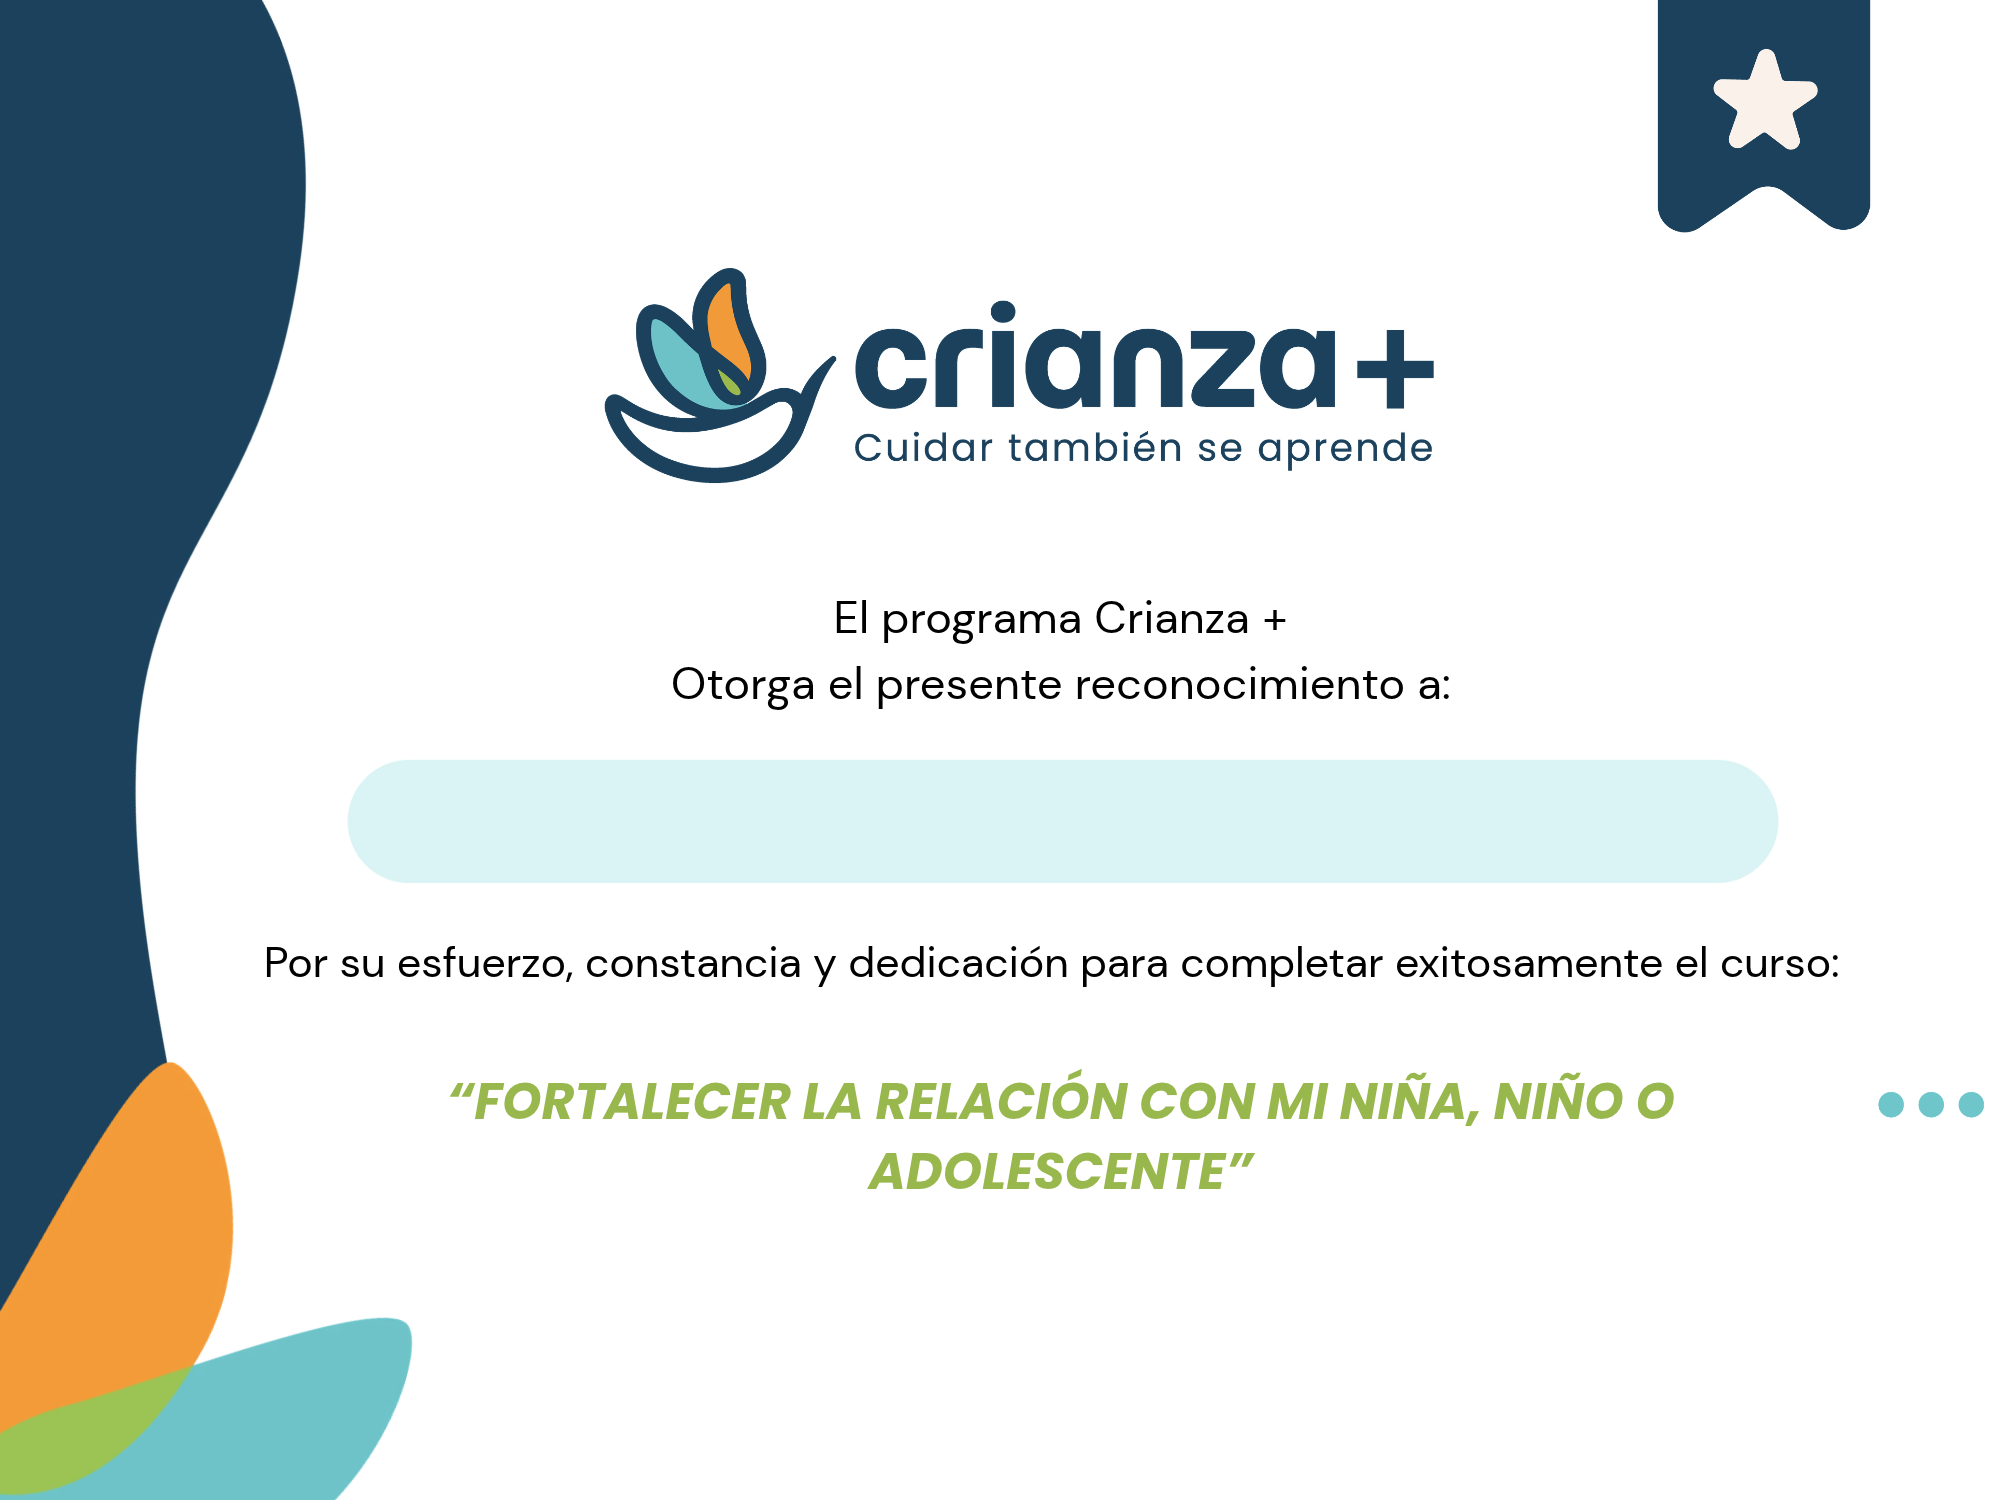 crianza+
Cuidar también se aprende
El programa Crianza +
Otorga el presente reconocimiento a:
Por su esfuerzo, constancia y dedicación para completar exitosamente el curso:
“FORTALECER LA RELACIÓN CON MI NIÑA, NIÑO O
ADOLESCENTE”